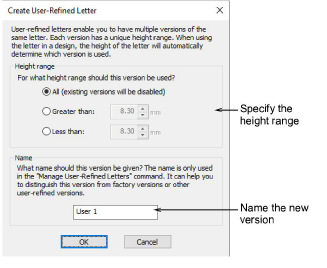 Create User-Refined Letter
User-refined letters enable you to have multiple versions of the
same letter. Each version has a unique height range. When using
the letter in a design, the height of the letter will automatically
determine which version is used.
Height range
For what height range should this version be used?
All (existing versions will be disabled)
Greater than: 8.30 mm
Less than: 8.30 mm
Specify the
height range
Name
What name should this version be given? The name is only used
in the "Manage User-Refined Letters" command. It can help you
to distinguish this version from factory versions or other
user-refined versions.
User 1
Name the new
version
OK Cancel